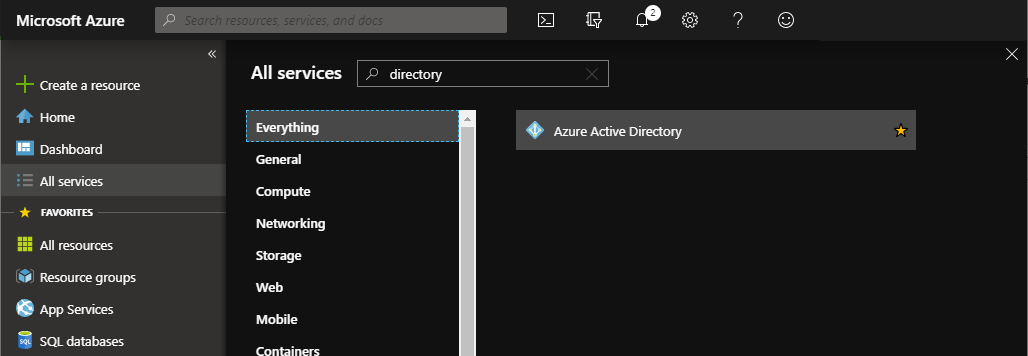 Microsoft Azure
Search resources, services, and docs
2
«
Create a resource
Home
Dashboard
All services
FAVORITES
All resources
Resource groups
App Services
SQL databases
All services
directory
Everything
General
Compute
Networking
Storage
Web
Mobile
Containers
Azure Active Directory